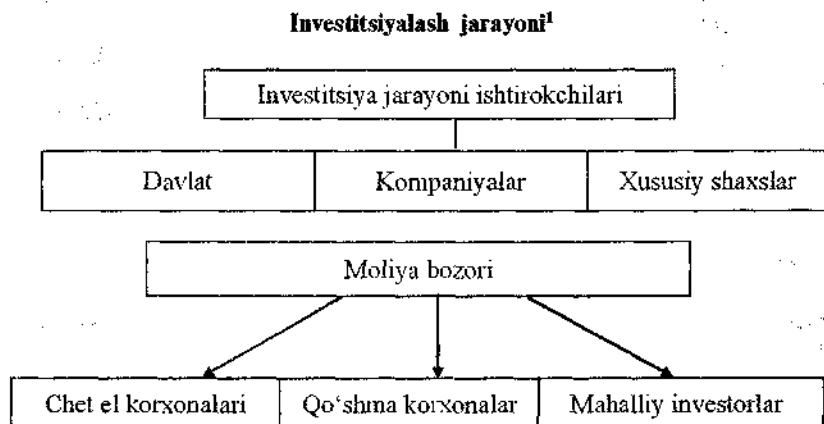 Investitsiyalash jarayoni¹
Investitsiya jarayoni ishtirokchilari
Davlat Kompaniyalar Xususiy shaxslar
Moliya bozori
Chet el korxonalari Qo‘shma korxonalar Mahalliy investorlar